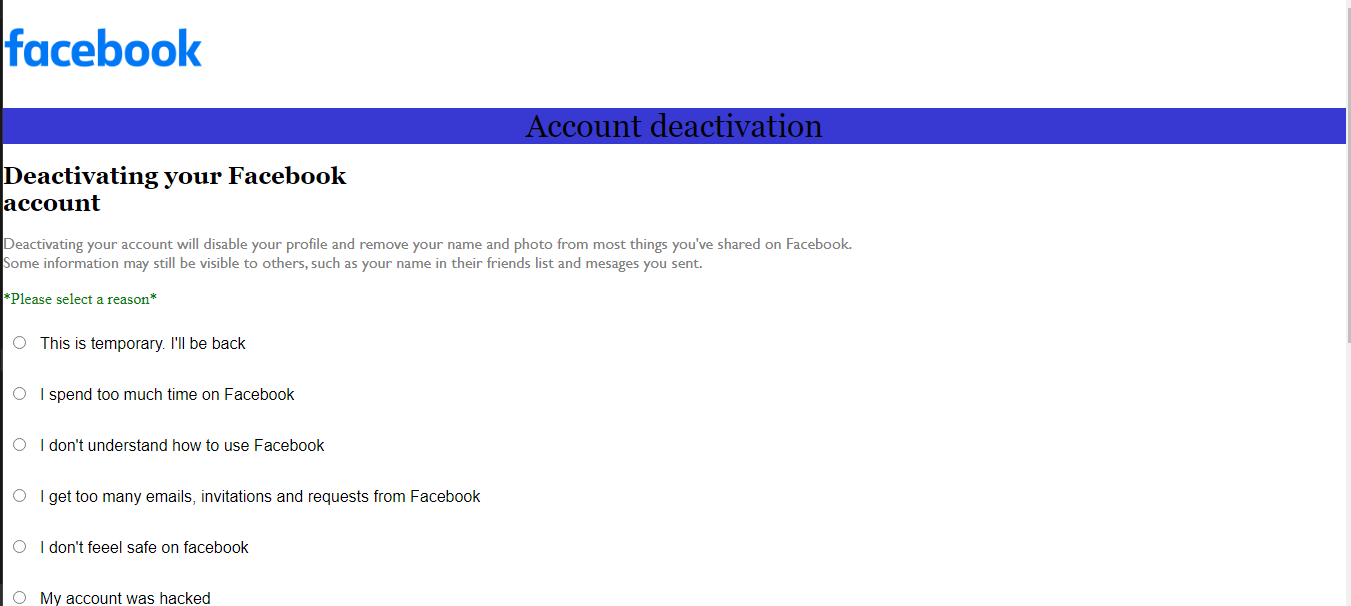 facebook
Account deactivation
Deactivating your Facebook
account
Deactivating your account will disable your profile and remove your name and photo from most things you've shared on Facebook.
Some information may still be visible to others, such as your name in their friends list and mesages you sent.
*Please select a reason*
This is temporary. I'll be back
I spend too much time on Facebook
I don't understand how to use Facebook
I get too many emails, invitations and requests from Facebook
I don't feeel safe on facebook
My account was hacked